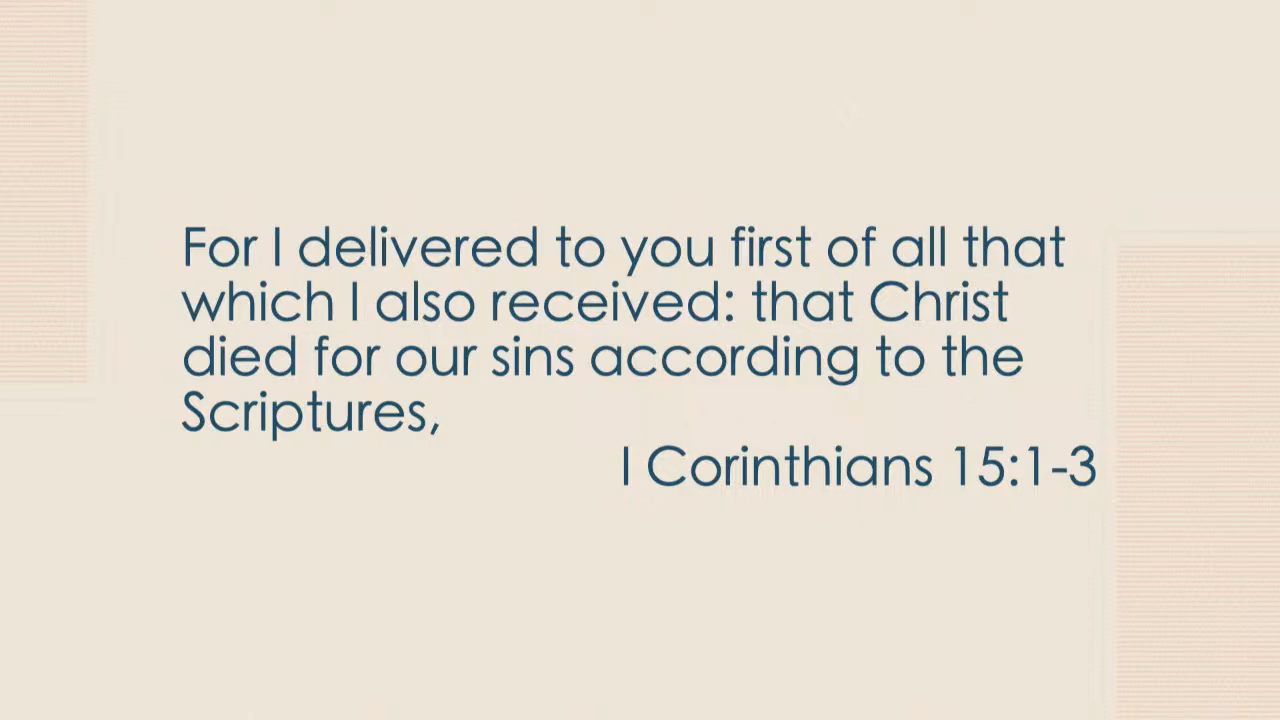 For I delivered to you first of all that
which I also received: that Christ
died for our sins according to the
Scriptures,
I Corinthians 15:1-3